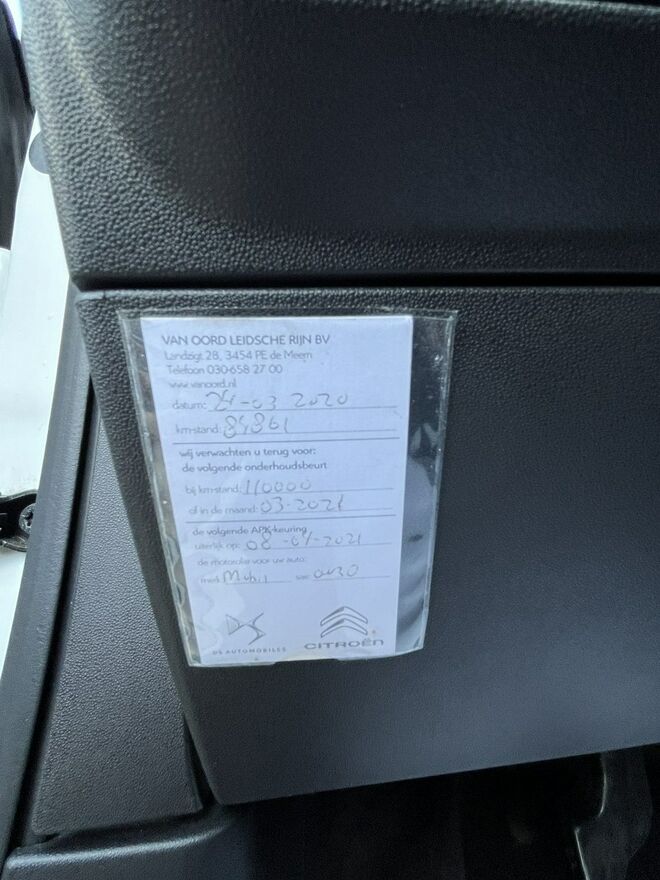 VAN OORD LEIDSCHE RIJN BV
Landzigt 28, 3454 PE de Meern
Telefoon 030-658 27 00
www.vanoord.nl
datum: 24-03 2020
km-stand: 84861
wij verwachten u terug voor:
de volgende onderhoudsbeurt
bij km-stand: 110000
of in de maand: 03-2021
de volgende APK-keuring
uiterlijk op: 08-04-2021
de motorolie voor uw auto:
merk Mobil sae: 0W30
DS AUTOMOBILES
CITROËN